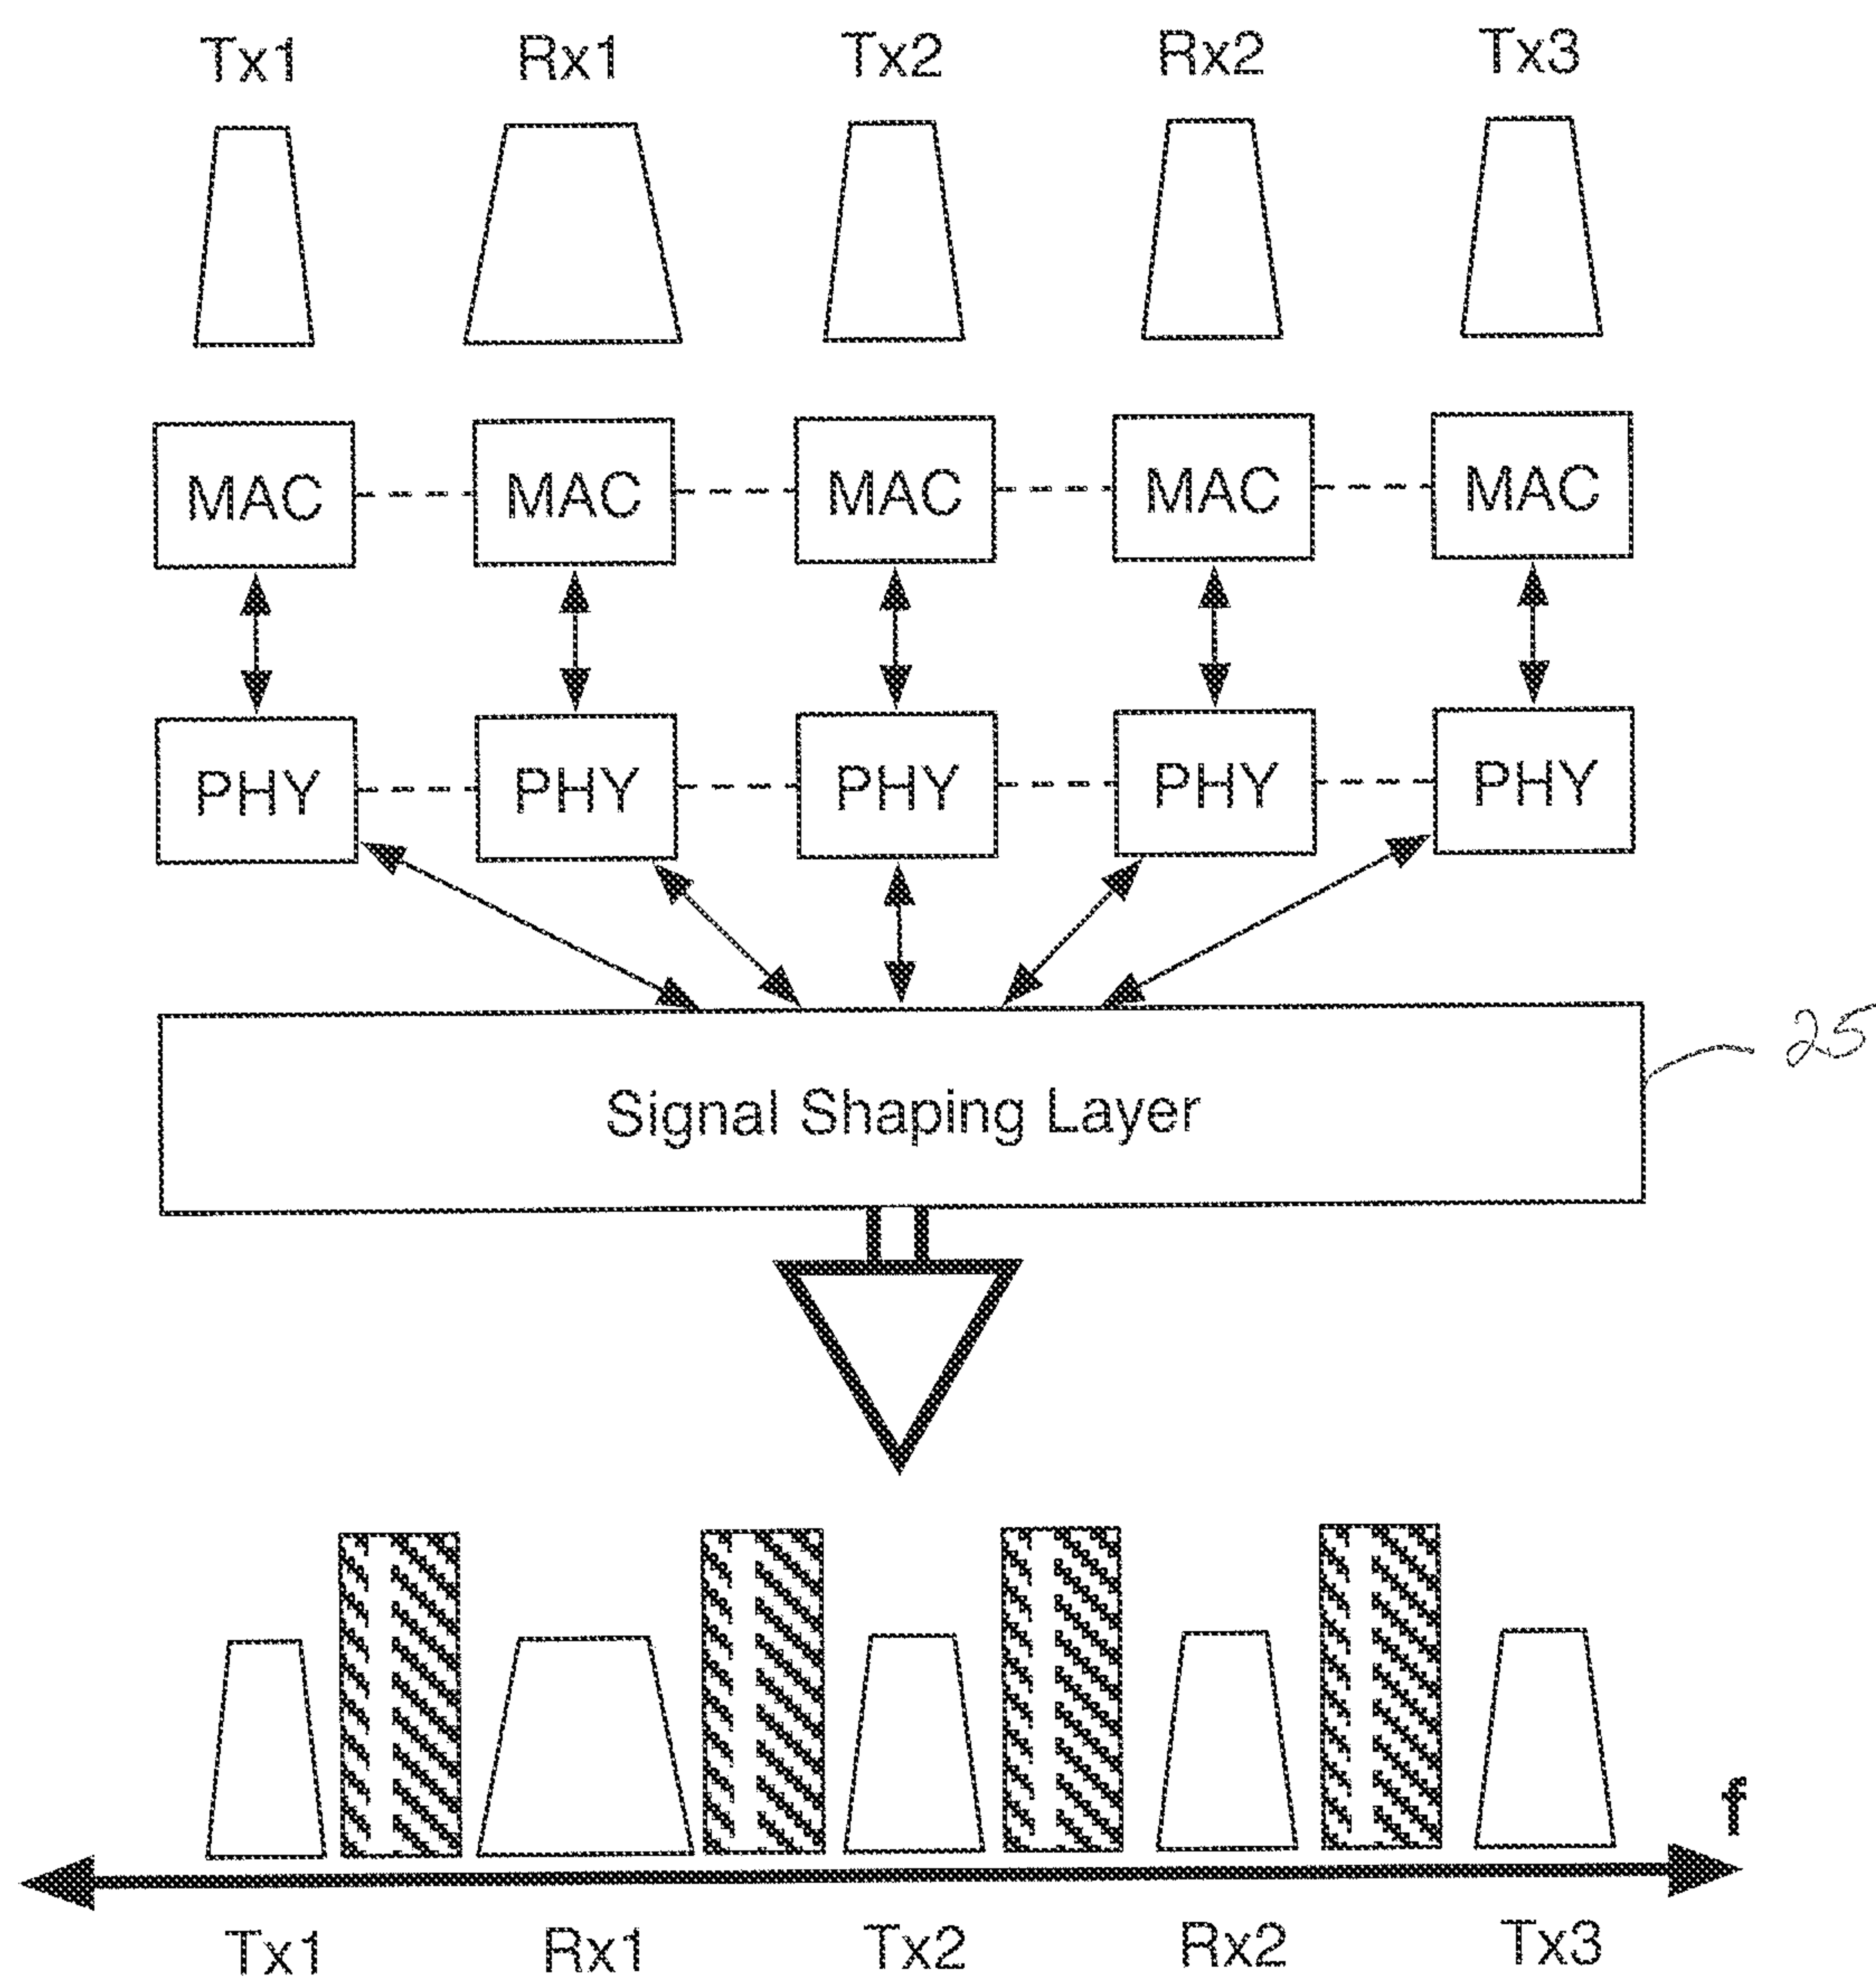 Tx1 Rx1 Tx2 Rx2 Tx3
MAC MAC MAC MAC MAC
PHY PHY PHY PHY PHY
25
Signal Shaping Layer
f
Tx1 Rx1 Tx2 Rx2 Tx3